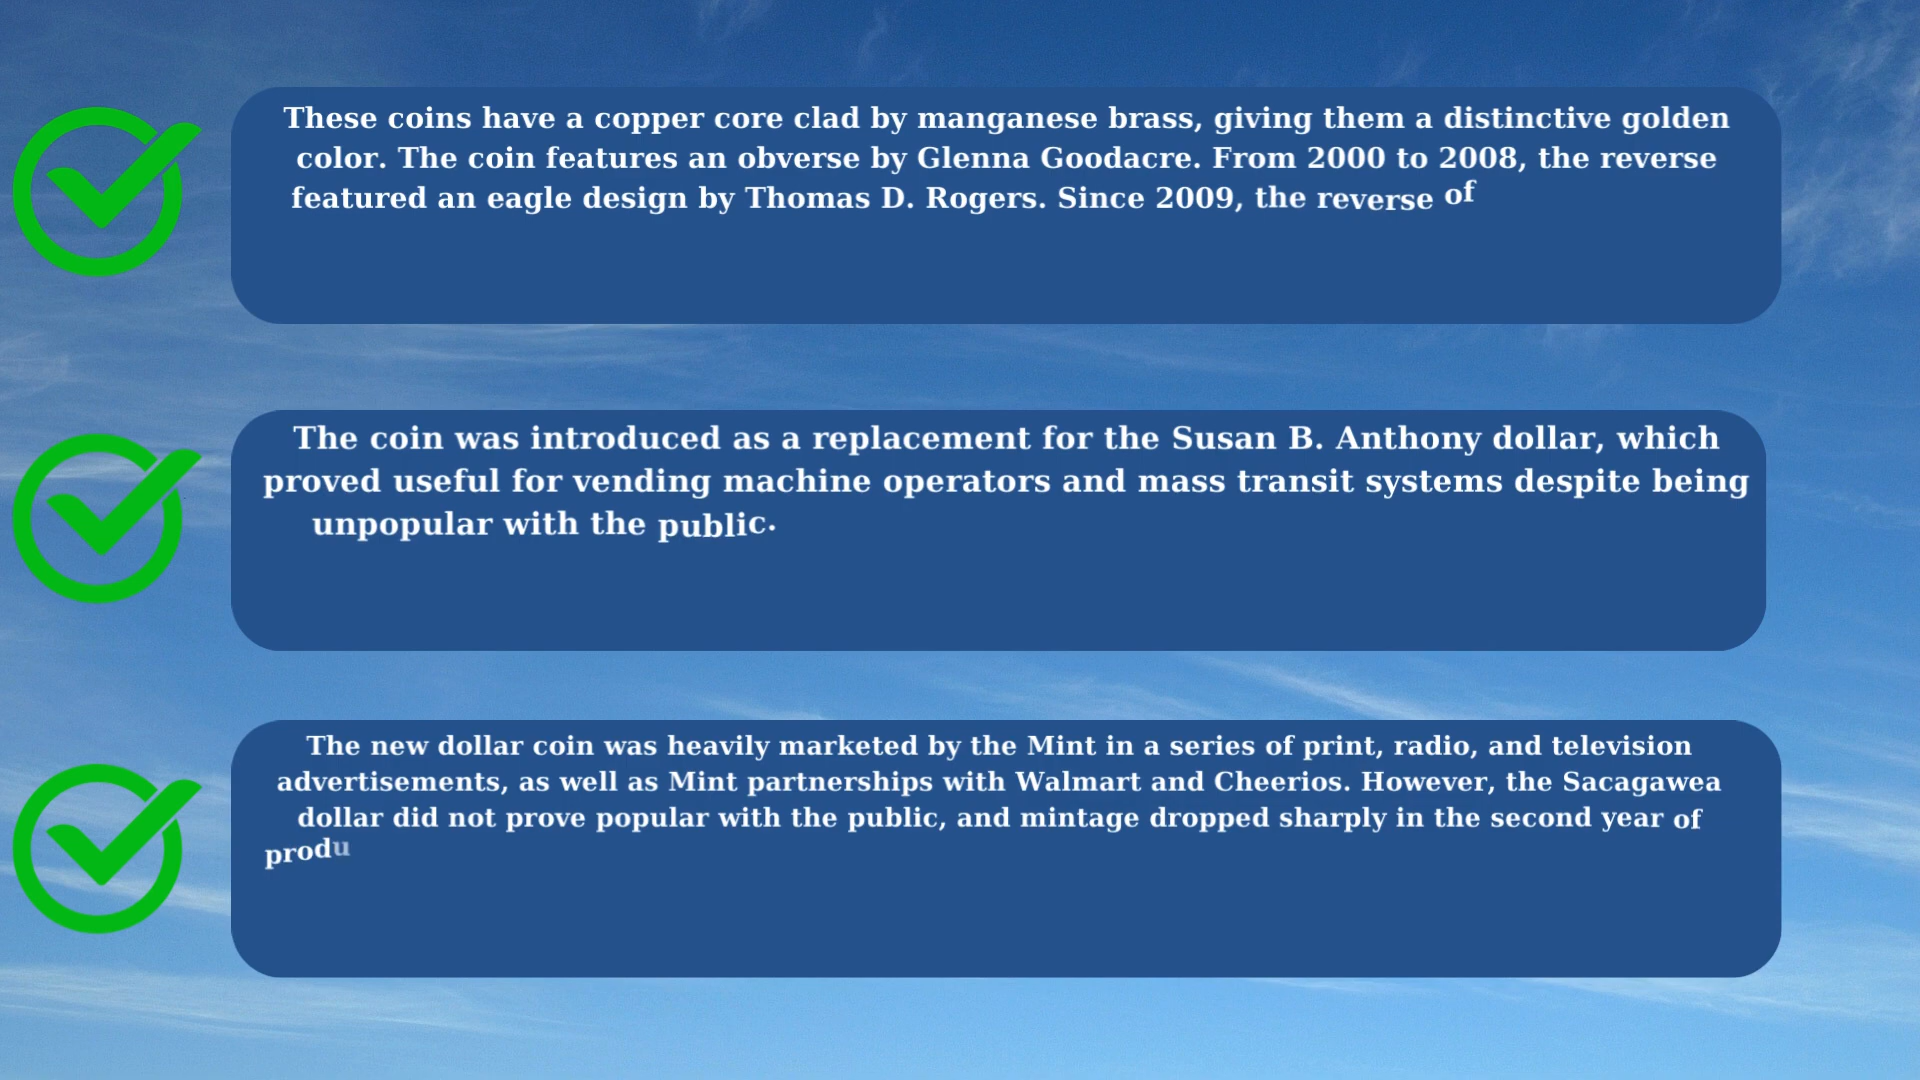 These coins have a copper core clad by manganese brass, giving them a distinctive golden
color. The coin features an obverse by Glenna Goodacre. From 2000 to 2008, the reverse
featured an eagle design by Thomas D. Rogers. Since 2009, the reverse of
The coin was introduced as a replacement for the Susan B. Anthony dollar, which
proved useful for vending machine operators and mass transit systems despite being
unpopular with the public.
The new dollar coin was heavily marketed by the Mint in a series of print, radio, and television
advertisements, as well as Mint partnerships with Walmart and Cheerios. However, the Sacagawea
dollar did not prove popular with the public, and mintage dropped sharply in the second year of
produ